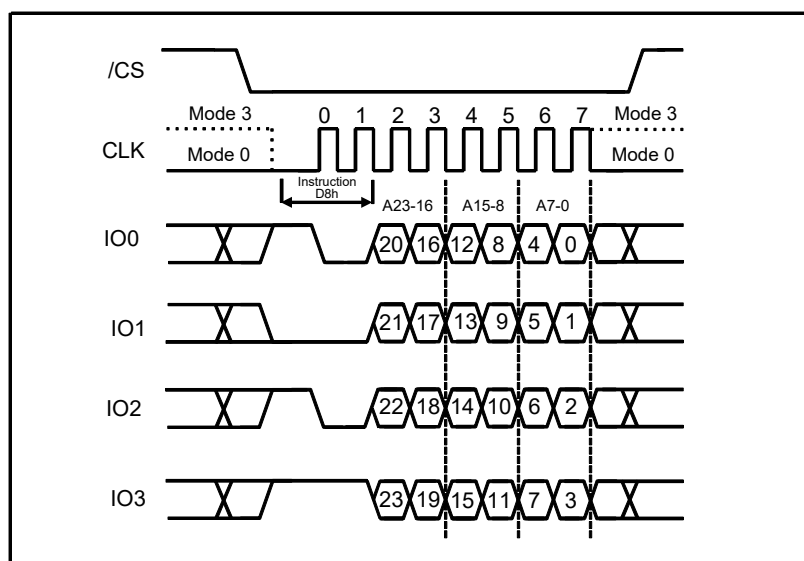 /CS
Mode 3 0 1 2 3 4 5 6 7 Mode 3
CLK
Mode 0 Mode 0
Instruction
D8h
A23-16 A15-8 A7-0
IO0 20 16 12 8 4 0
IO1 21 17 13 9 5 1
IO2 22 18 14 10 6 2
IO3 23 19 15 11 7 3